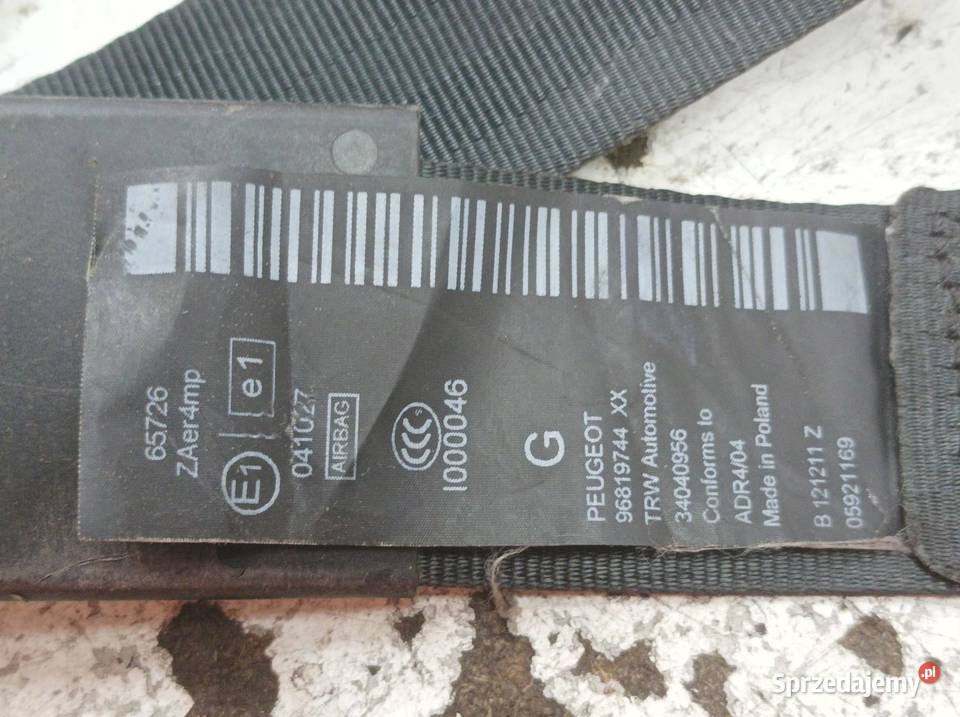 65726
ZAer4mp
E1
e1
041027
AIRBAG
CCC S
I000046
G
PEUGEOT
96819744 XX
TRW Automotive
34040956
Conforms to
ADR4/04
Made in Poland
B 121211 Z
05921169
Sprzedajemy.pl